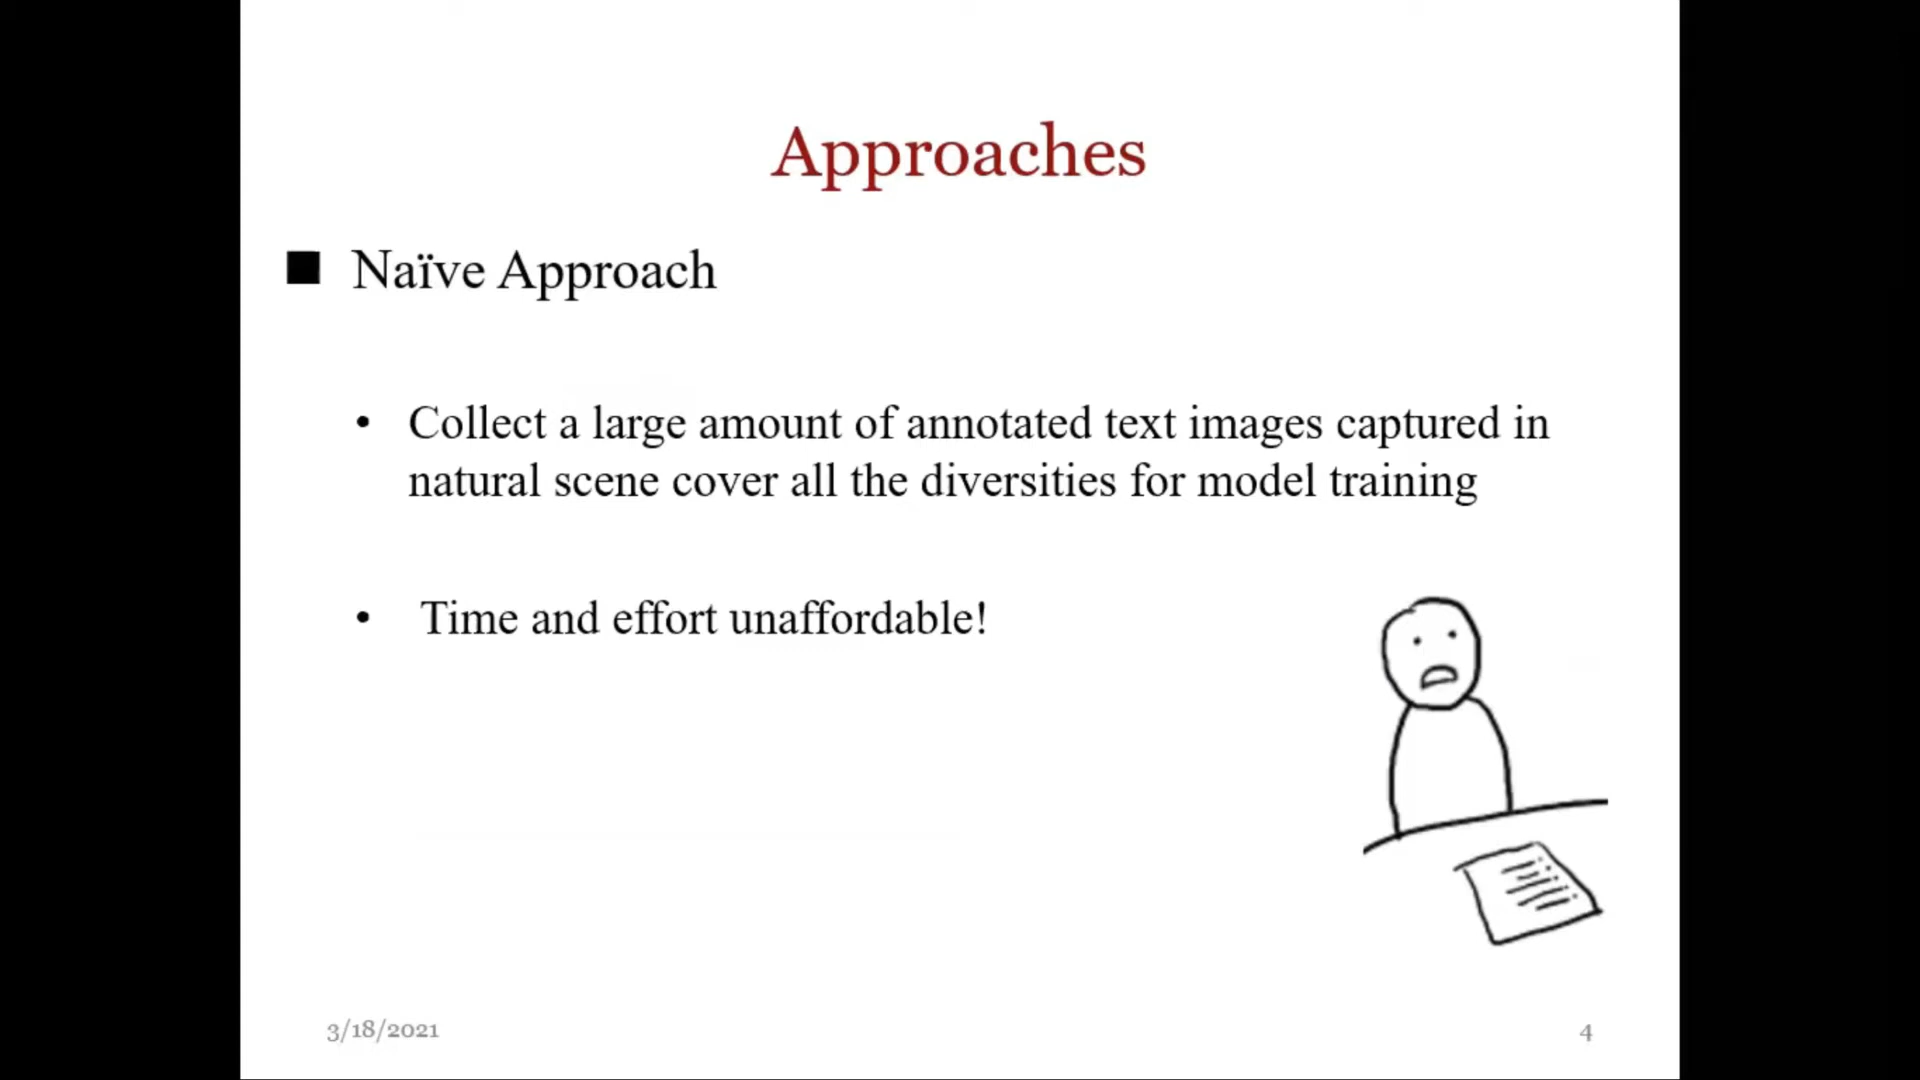 Approaches
Naïve Approach
• Collect a large amount of annotated text images captured in
natural scene cover all the diversities for model training
• Time and effort unaffordable!
3/18/2021
4